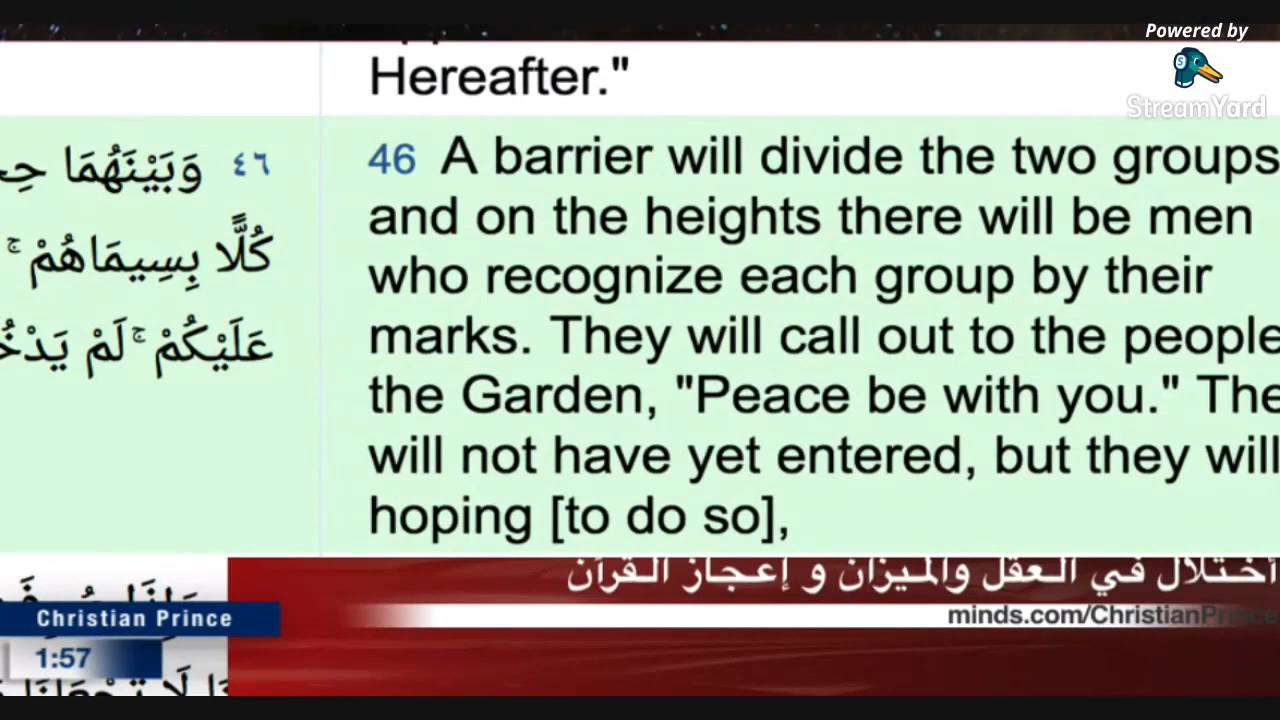 Powered by
StreamYard
Hereafter."
46 A barrier will divide the two groups
and on the heights there will be men
who recognize each group by their
marks. They will call out to the people
the Garden, "Peace be with you."
will not have yet entered, but they will
hoping [to do so],
٤٦ وَبَيْنَهُمَا
كُلًّا بِسِيمَاهُمْ ۚ
عَلَيْكُمْ ۚ لَمْ
أختلال في العقل والميزان و إعجاز القرآن
Christian Prince
minds.com/ChristianPrince
1:57